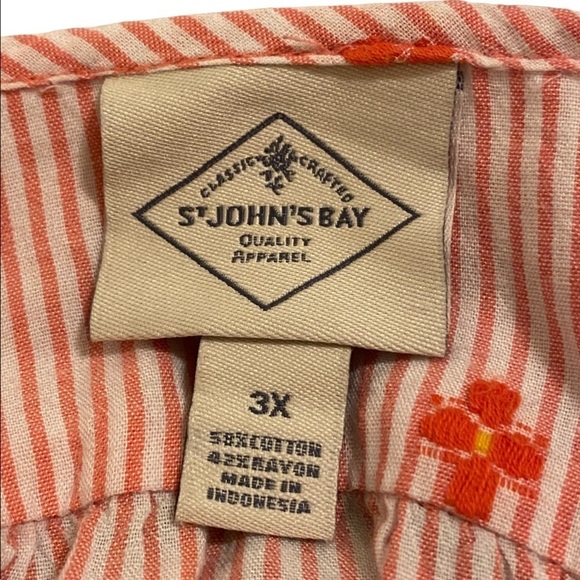 CLASSIC CRAFTED
ST JOHN'S BAY
QUALITY
APPAREL
3X
58%COTTON
42%RAYON
MADE IN
INDONESIA